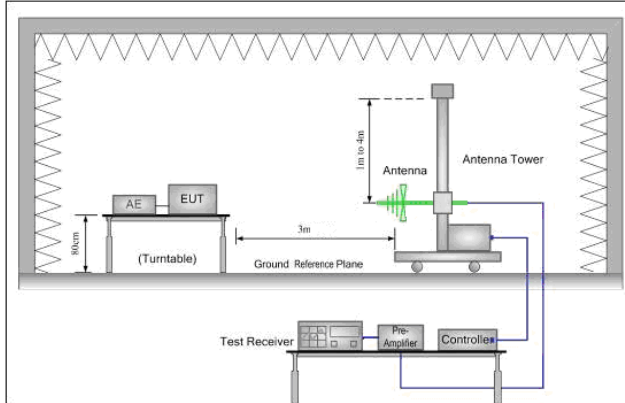 1m to 4m
Antenna
Antenna Tower
AE
EUT
80cm
(Turntable)
3m
Ground Reference Plane
Test Receiver
Pre-
Amplifier
Controller